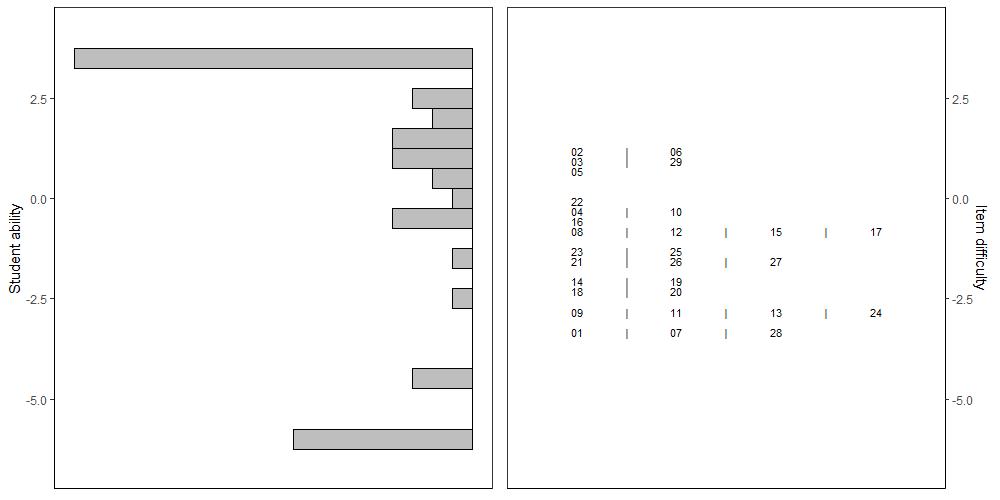 Student ability
2.5
0.0
-2.5
-5.0
02 | 06
03 | 29
05
22
04 | 10
16
08 | 12 | 15 | 17
23 | 25
21 | 26 | 27
14 | 19
18 | 20
09 | 11 | 13 | 24
01 | 07 | 28
2.5
0.0
-2.5
-5.0
Item difficulty